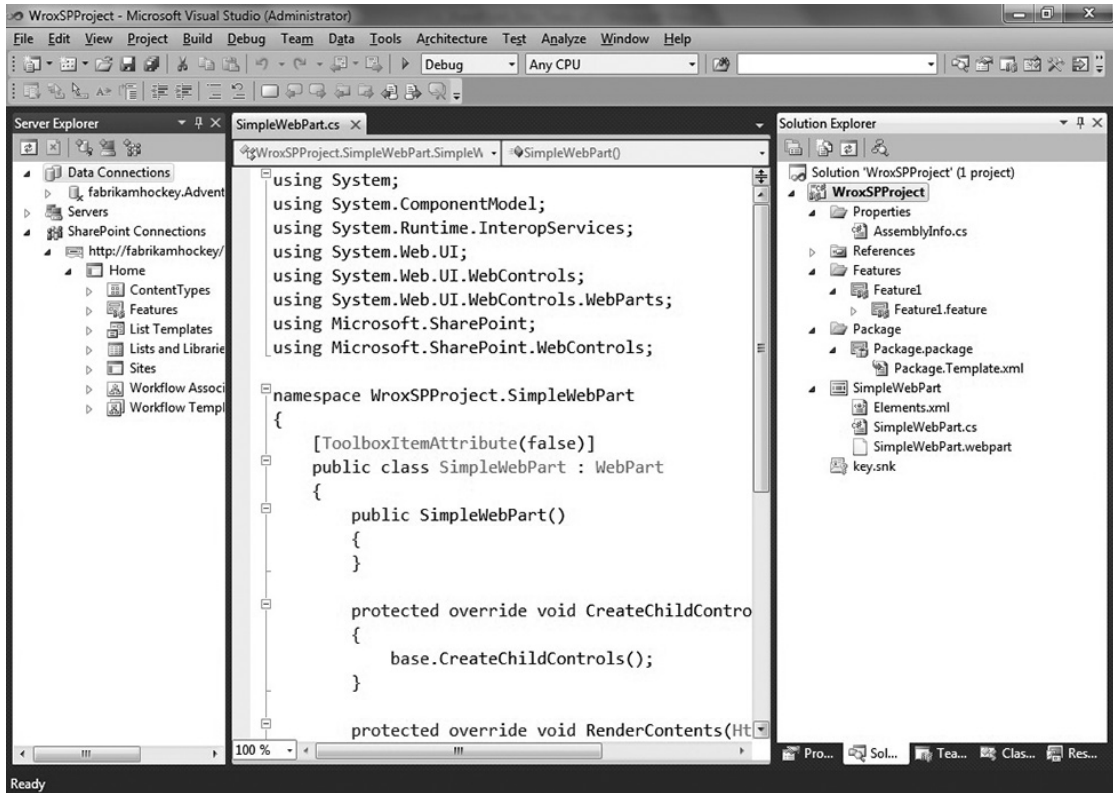 WroxSPProject - Microsoft Visual Studio (Administrator)
File Edit View Project Build Debug Team Data Tools Architecture Test Analyze Window Help
Debug Any CPU
Server Explorer
Data Connections
fabrikamhockey.Advent
Servers
SharePoint Connections
http://fabrikamhockey/
Home
ContentTypes
Features
List Templates
Lists and Librarie
Sites
Workflow Associ
Workflow Templ
SimpleWebPart.cs
WroxSPProject.SimpleWebPart.SimpleW SimpleWebPart()
using System;
using System.ComponentModel;
using System.Runtime.InteropServices;
using System.Web.UI;
using System.Web.UI.WebControls;
using System.Web.UI.WebControls.WebParts;
using Microsoft.SharePoint;
using Microsoft.SharePoint.WebControls;
namespace WroxSPProject.SimpleWebPart
{
[ToolboxItemAttribute(false)]
public class SimpleWebPart : WebPart
{
public SimpleWebPart()
{
}
protected override void CreateChildContro
{
base.CreateChildControls();
}
protected override void RenderContents(Ht
100 %
Solution Explorer
Solution 'WroxSPProject' (1 project)
WroxSPProject
Properties
AssemblyInfo.cs
References
Features
Feature1
Feature1.feature
Package
Package.package
Package.Template.xml
SimpleWebPart
Elements.xml
SimpleWebPart.cs
SimpleWebPart.webpart
key.snk
Pro... Sol... Tea... Clas... Res...
Ready